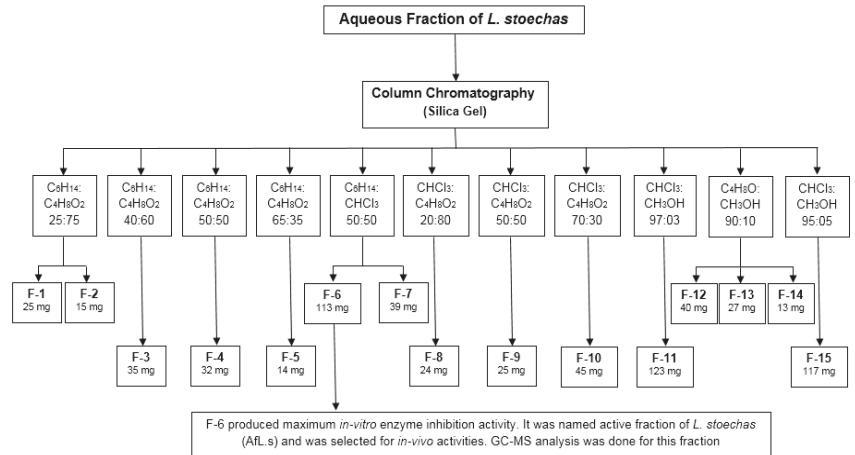 Aqueous Fraction of L. stoechas
Column Chromatography
(Silica Gel)
C6H14:
C4H8O2
25:75
C6H14:
C4H8O2
40:60
C6H14:
C4H8O2
50:50
C6H14:
C4H8O2
65:35
C6H14:
CHCl3
50:50
CHCl3:
C4H8O2
20:80
CHCl3:
C4H8O2
50:50
CHCl3:
C4H8O2
70:30
CHCl3:
CH3OH
97:03
C4H8O:
CH3OH
90:10
CHCl3:
CH3OH
95:05
F-1
25 mg
F-2
15 mg
F-6
113 mg
F-7
39 mg
F-12
40 mg
F-13
27 mg
F-14
13 mg
F-3
35 mg
F-4
32 mg
F-5
14 mg
F-8
24 mg
F-9
25 mg
F-10
45 mg
F-11
123 mg
F-15
117 mg
F-6 produced maximum in-vitro enzyme inhibition activity. It was named active fraction of L. stoechas
(AfL.s) and was selected for in-vivo activities. GC-MS analysis was done for this fraction